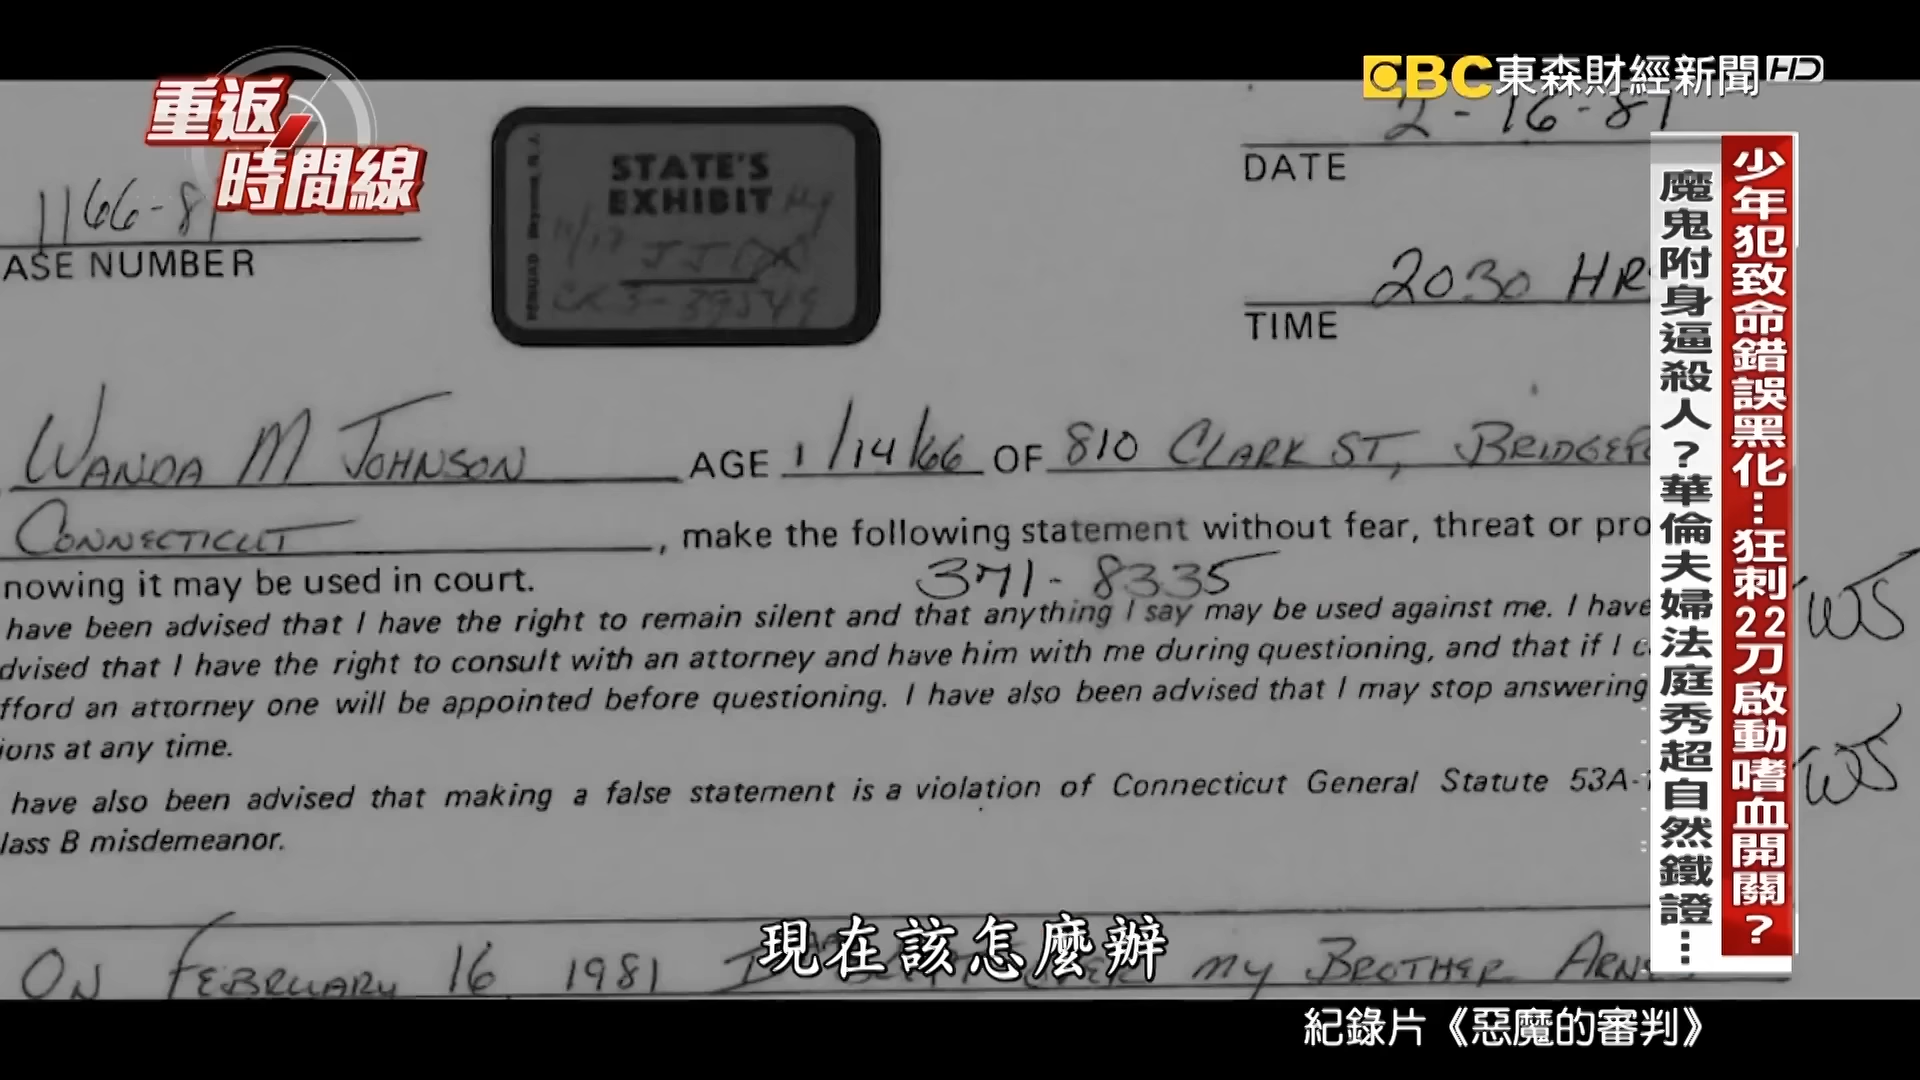 重返
時間線
EBC東森財經新聞HD
2-16-81
DATE
1166-81
ASE NUMBER
STATE'S
EXHIBIT
2030 HRS
TIME
WANDA M JOHNSON AGE 1/14/66 OF 810 CLARK ST, BRIDGEPO
CONNECTICUT, make the following statement without fear, threat or pro
nowing it may be used in court.
371-8335
have been advised that I have the right to remain silent and that anything I say may be used against me. I have
dvised that I have the right to consult with an attorney and have him with me during questioning, and that if I c
fford an attorney one will be appointed before questioning. I have also been advised that I may stop answering
ions at any time.
WS
have also been advised that making a false statement is a violation of Connecticut General Statute 53A-1
lass B misdemeanor.
WS
ON FEBRUARY 16, 1981 I MY BROTHER ARNE
現在該怎麼辦
少年犯致命錯誤黑化…狂刺22刀啟動嗜血開關？
魔鬼附身逼殺人？華倫夫婦法庭秀超自然鐵證…
紀錄片《惡魔的審判》